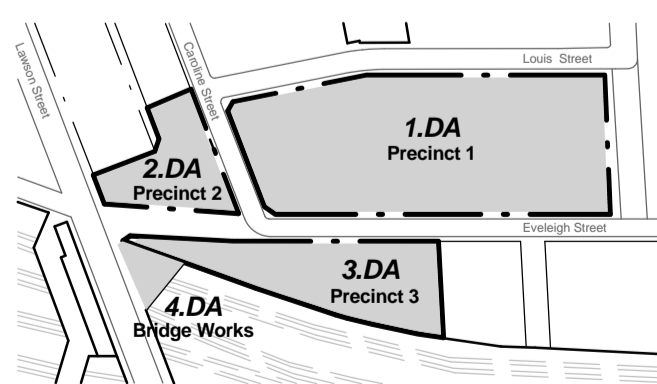 Louis Street
Lawson Street
Caroline Street
1.DA
Precinct 1
2.DA
Precinct 2
Eveleigh Street
3.DA
Precinct 3
4.DA
Bridge Works